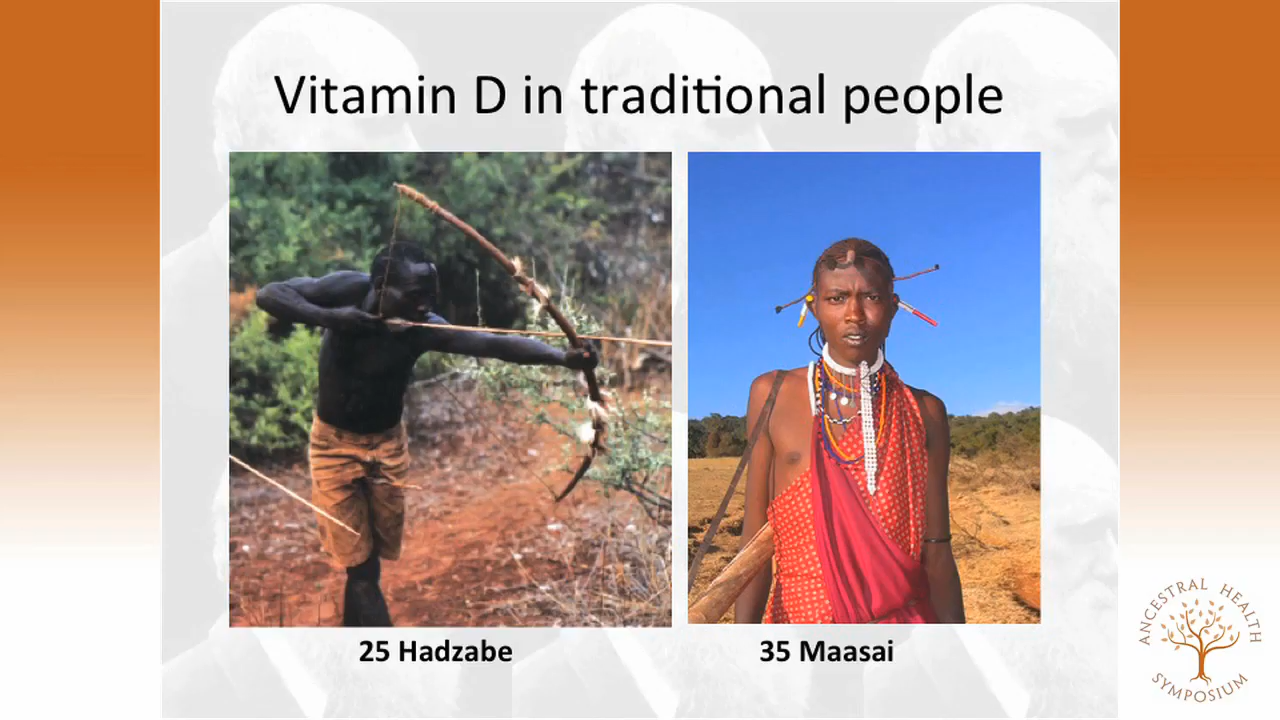 Vitamin D in traditional people
25 Hadzabe
35 Maasai
ANCESTRAL HEALTH
SYMPOSIUM